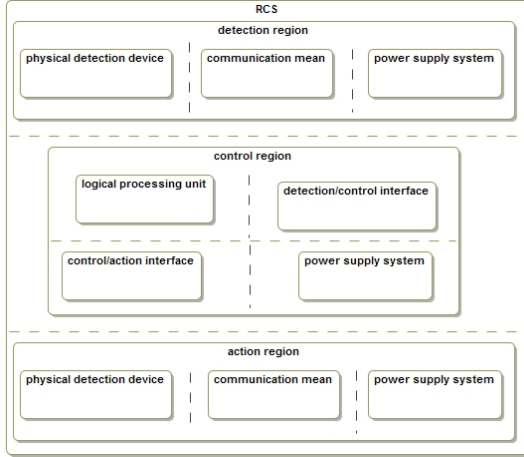 RCS
detection region
physical detection device
communication mean
power supply system
control region
logical processing unit
detection/control interface
control/action interface
power supply system
action region
physical detection device
communication mean
power supply system